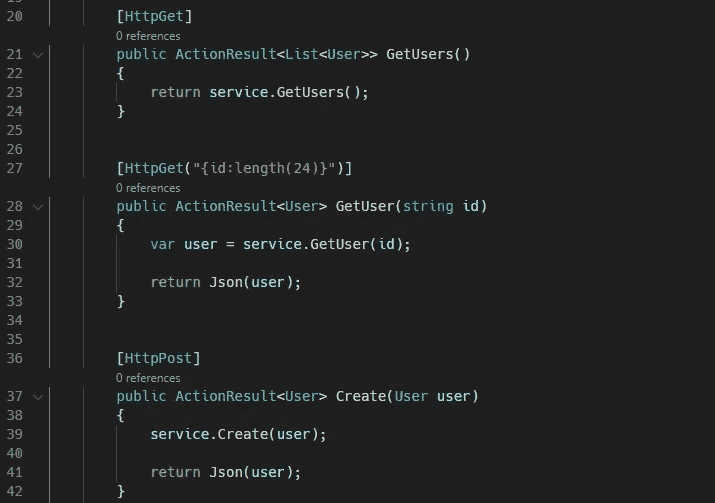 20 [HttpGet]
0 references
21 public ActionResult<List<User>> GetUsers()
22 {
23 return service.GetUsers();
24 }
25
26
27 [HttpGet("{id:length(24)}")]
0 references
28 public ActionResult<User> GetUser(string id)
29 {
30 var user = service.GetUser(id);
31
32 return Json(user);
33 }
34
35
36 [HttpPost]
0 references
37 public ActionResult<User> Create(User user)
38 {
39 service.Create(user);
40
41 return Json(user);
42 }